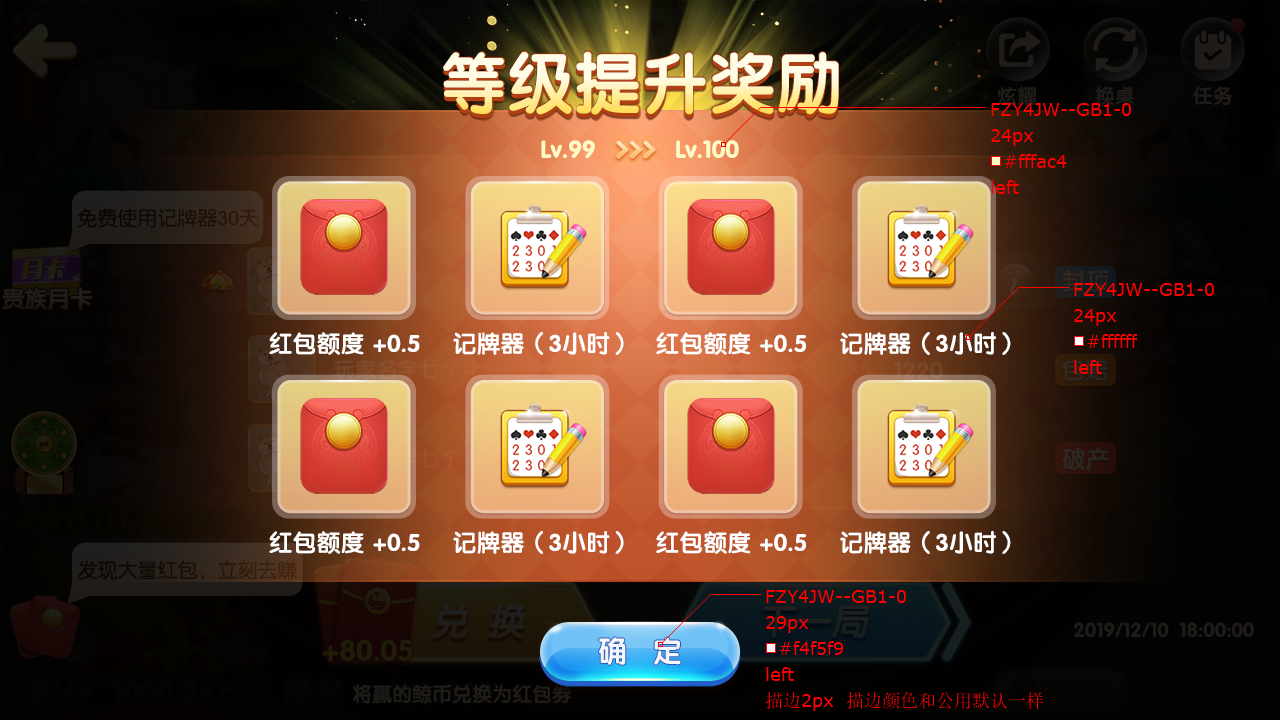 等级提升奖励
炫耀 换桌 任务
FZY4JW--GB1-0
24px
#fffac4
left
Lv.99 >>> Lv.100
免费使用记牌器30天
月卡
贵族月卡
封顶
FZY4JW--GB1-0
24px
#ffffff
left
红包额度 +0.5 记牌器（3小时） 红包额度 +0.5 记牌器（3小时）
1220
包赔
破产
红包额度 +0.5 记牌器（3小时） 红包额度 +0.5 记牌器（3小时）
发现大量红包，立刻去赚
兑 换
下一局
+80.05
确 定
FZY4JW--GB1-0
29px
#f4f5f9
left
描边2px 描边颜色和公用默认一样
2019/12/10 18:00:00
将赢的鲸币兑换为红包券